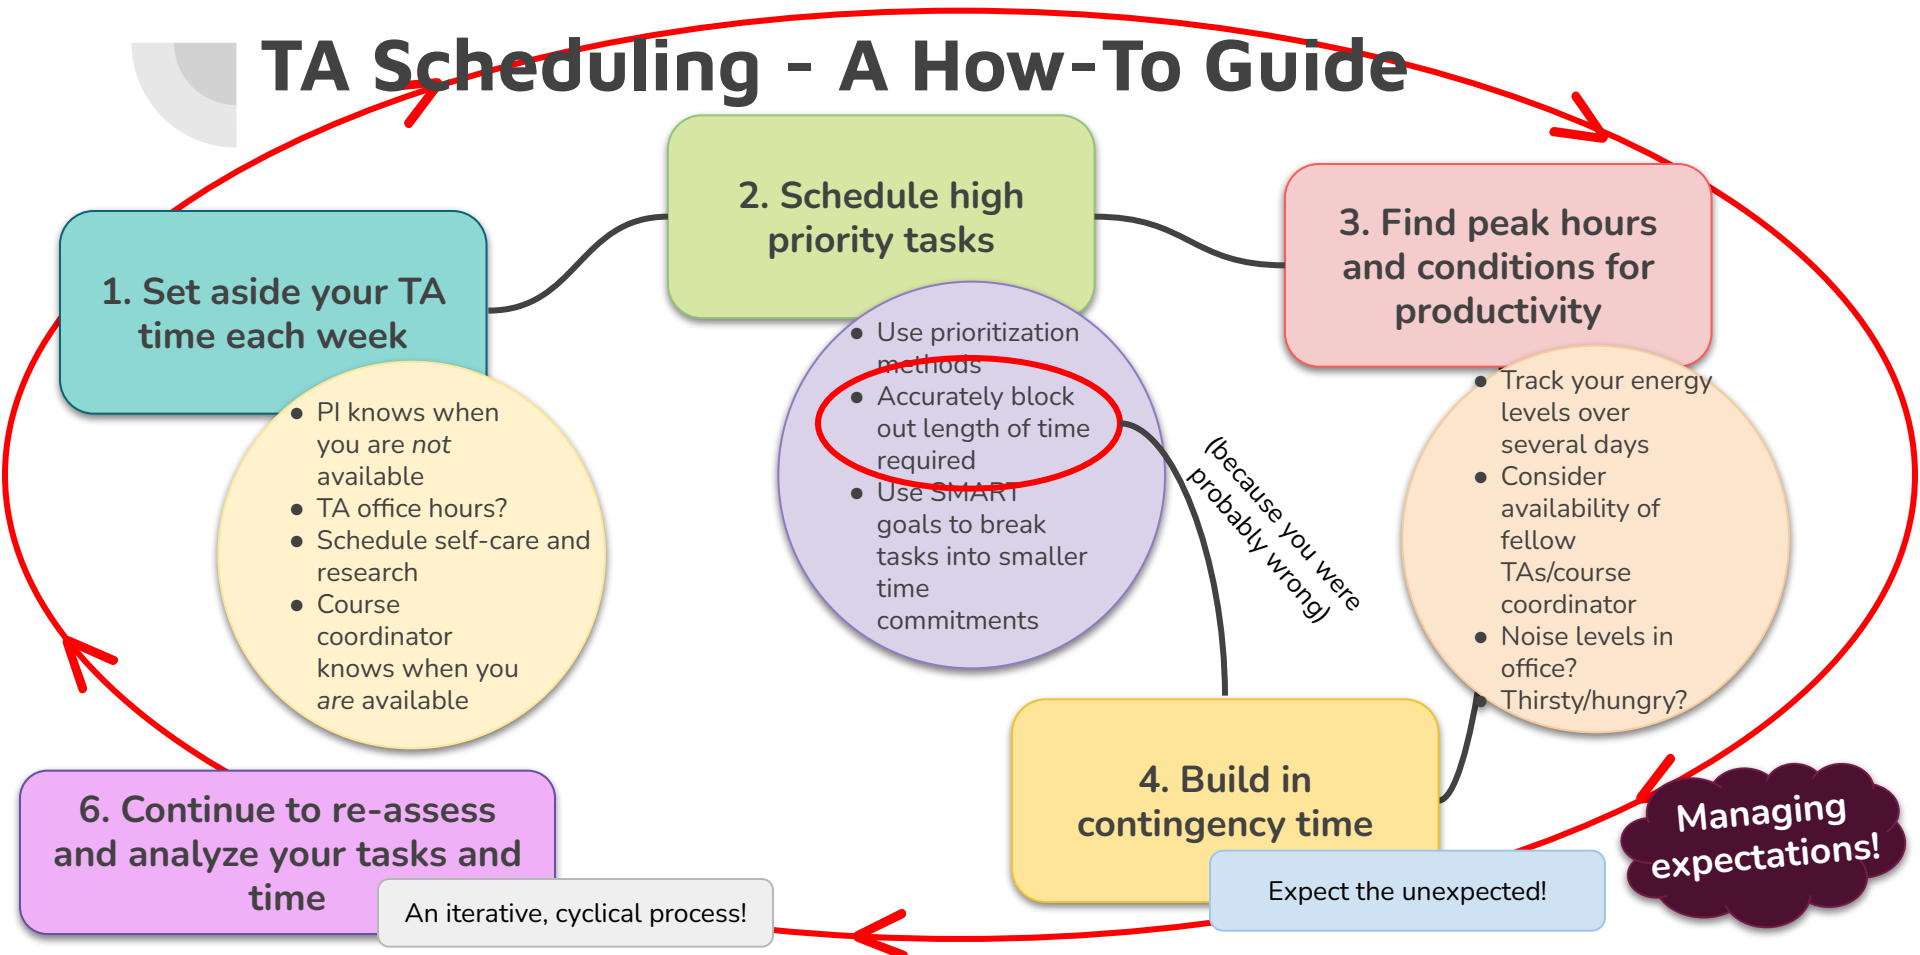 TA Scheduling - A How-To Guide
1. Set aside your TA
time each week
● PI knows when
you are not
available
● TA office hours?
● Schedule self-care and
research
● Course
coordinator
knows when you
are available
2. Schedule high
priority tasks
● Use prioritization
methods
● Accurately block
out length of time
required
● Use SMART
goals to break
tasks into smaller
time
commitments
(because you were
probably wrong)
3. Find peak hours
and conditions for
productivity
● Track your energy
levels over
several days
● Consider
availability of
fellow
TAs/course
coordinator
● Noise levels in
office?
● Thirsty/hungry?
4. Build in
contingency time
Expect the unexpected!
Managing
expectations!
6. Continue to re-assess
and analyze your tasks and
time
An iterative, cyclical process!